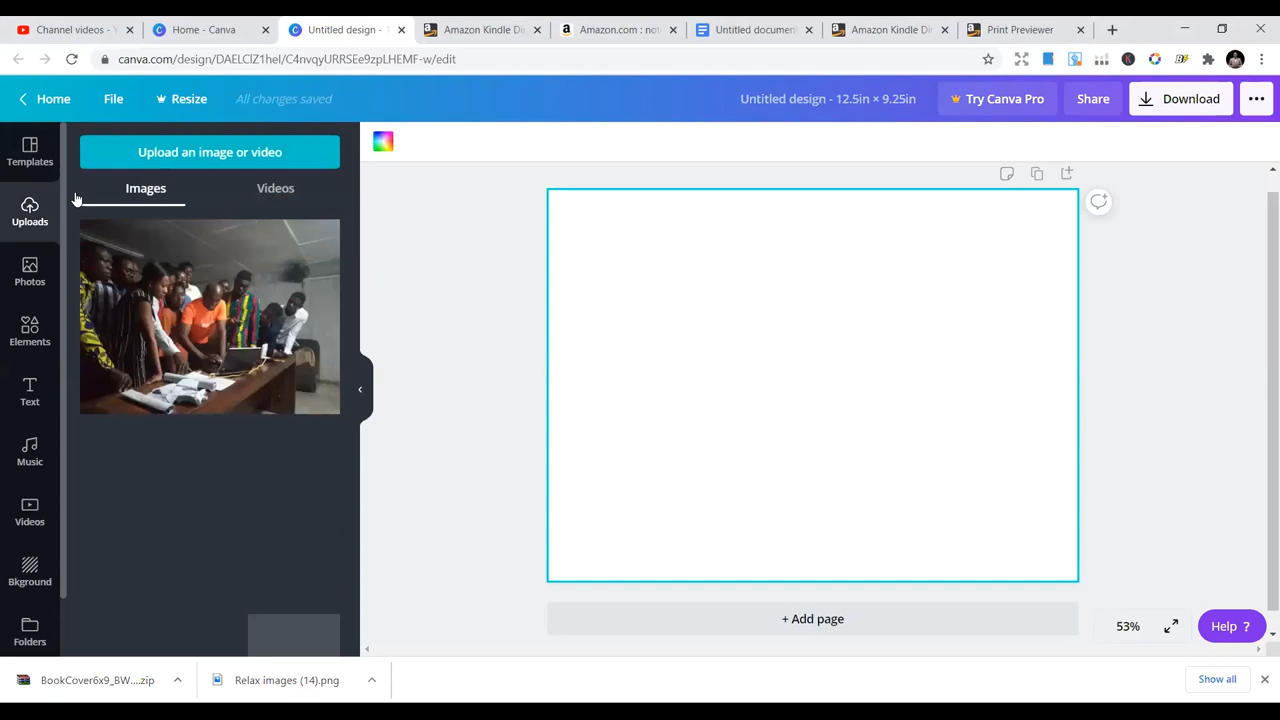 Channel videos - Y
Home - Canva
Untitled design -
Amazon Kindle Di
Amazon.com : not
Untitled document
Amazon Kindle Di
Print Previewer
canva.com/design/DAELClZ1heI/C4nvqyURRSEe9zpLHEMF-w/edit
Home
File
Resize
All changes saved
Untitled design - 12.5in × 9.25in
Try Canva Pro
Share
Download
Templates
Uploads
Photos
Elements
Text
Music
Videos
Bkground
Folders
Upload an image or video
Images
Videos
+ Add page
53%
Help ?
BookCover6x9_BW....zip
Relax images (14).png
Show all